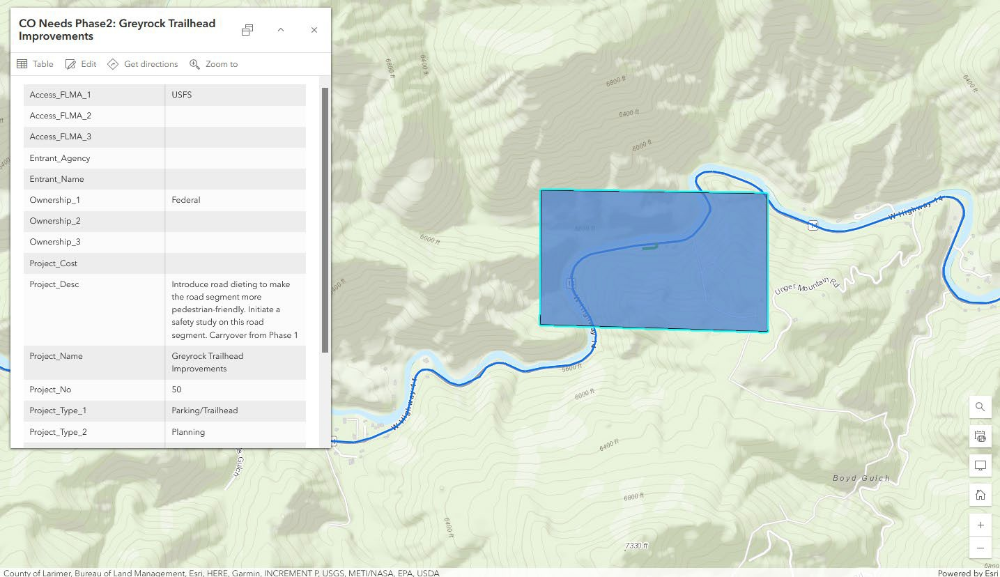 CO Needs Phase2: Greyrock Trailhead
Improvements
Table
Edit
Get directions
Zoom to
Access_FLMA_1
USFS
Access_FLMA_2
Access_FLMA_3
Entrant_Agency
Entrant_Name
Ownership_1
Federal
Ownership_2
Ownership_3
Project_Cost
Project_Desc
Introduce road dieting to make
the road segment more
pedestrian-friendly. Initiate a
safety study on this road
segment. Carryover from Phase 1
Project_Name
Greyrock Trailhead
Improvements
Project_No
50
Project_Type_1
Parking/Trailhead
Project_Type_2
Planning
6800 ft
6400 ft
6800 ft
6400 ft
6400 ft
6000 ft
6000 ft
5600 ft
14
W Highway 14
14
W Highway 14
Unger Mountain Rd
5600 ft
6000 ft
W Highway 14
6400 ft
s Gulch
Boyd Gulch
6800 ft
6400 ft
7330 ft
6800
County of Larimer, Bureau of Land Management, Esri, HERE, Garmin, INCREMENT P, USGS, METI/NASA, EPA, USDA
Powered by Esri